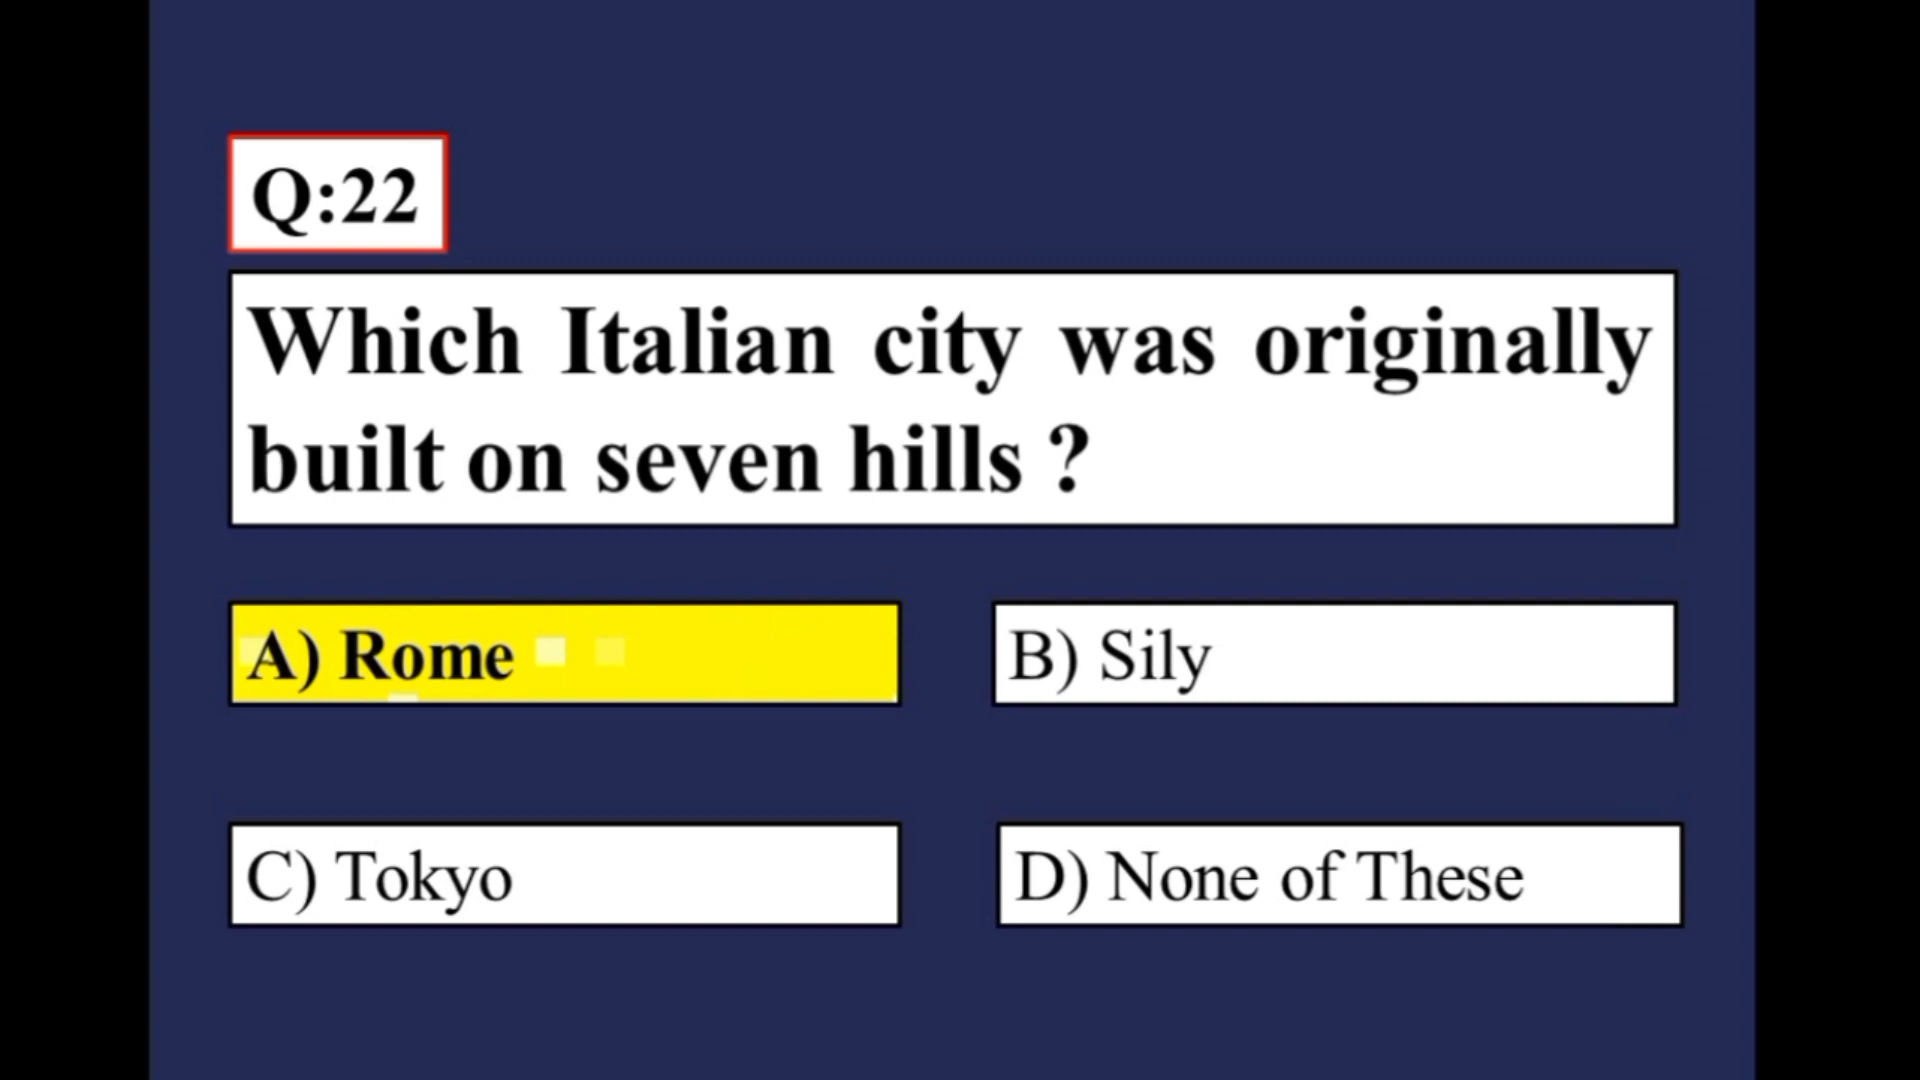 Q:22
Which Italian city was originally
built on seven hills ?
A) Rome
B) Sily
C) Tokyo
D) None of These